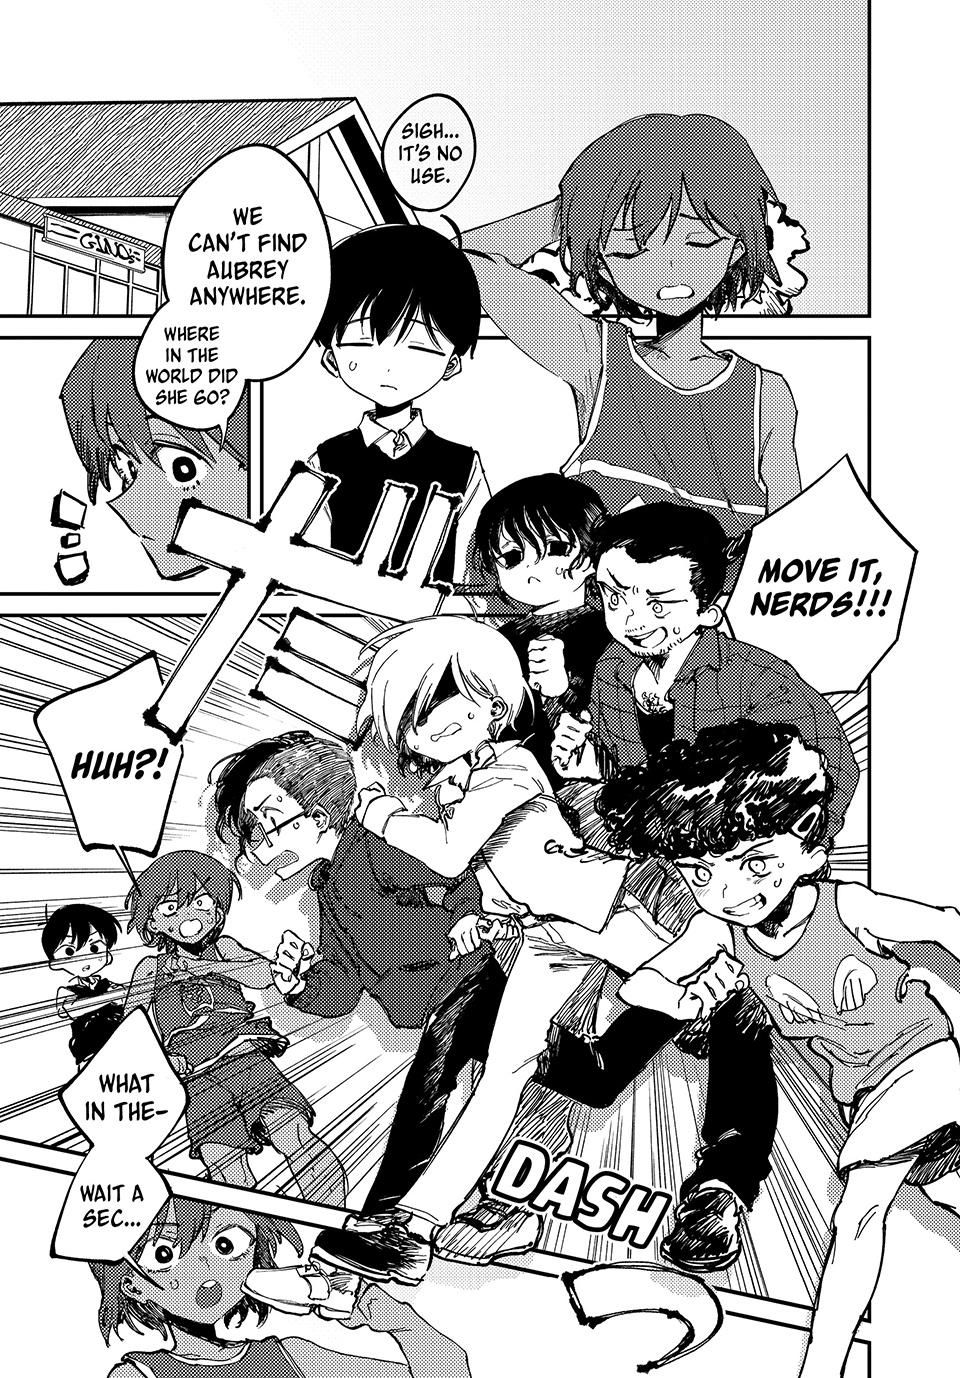 SIGH...
IT'S NO
USE.
GINO'S
WE
CAN'T FIND
AUBREY
ANYWHERE.
WHERE
IN THE
WORLD DID
SHE GO?
MOVE IT,
NERDS!!!
HUH?!
WHAT
IN THE-
WAIT A
SEC...
DASH